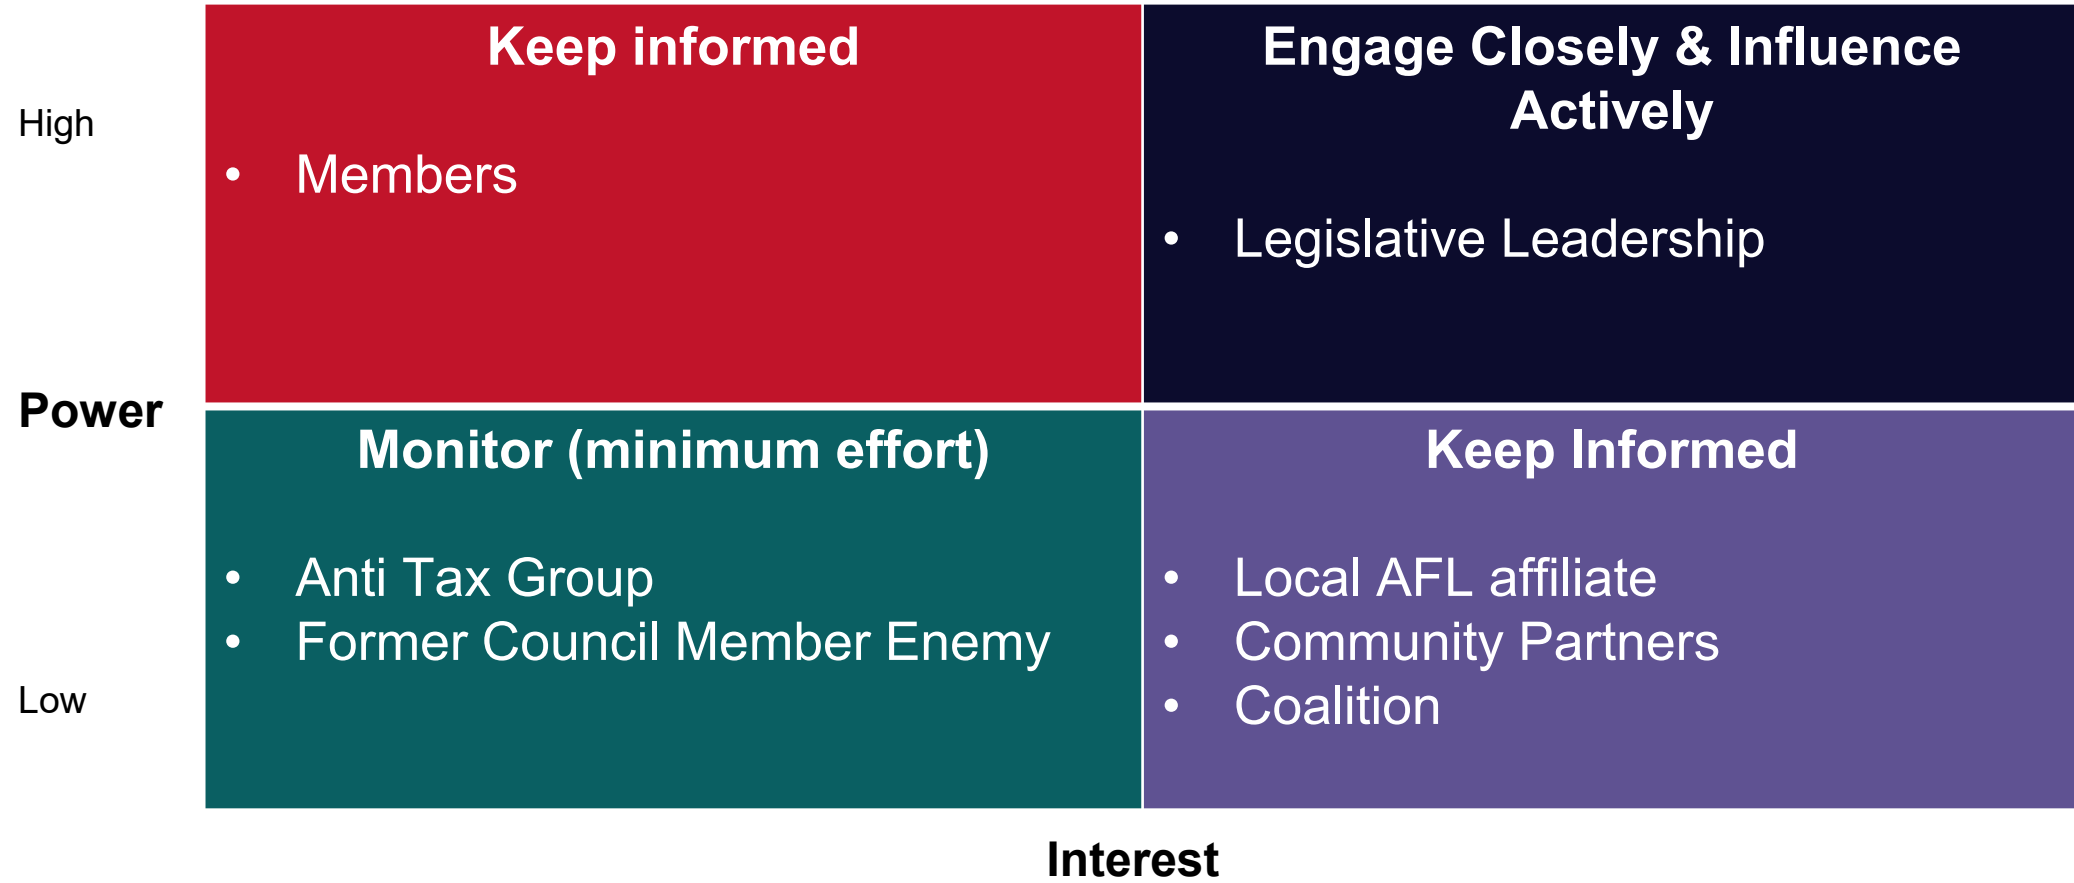 Keep informed
• Members
Engage Closely & Influence
Actively
• Legislative Leadership
High
Power
Monitor (minimum effort)
• Anti Tax Group
• Former Council Member Enemy
Keep Informed
• Local AFL affiliate
• Community Partners
• Coalition
Low
Interest